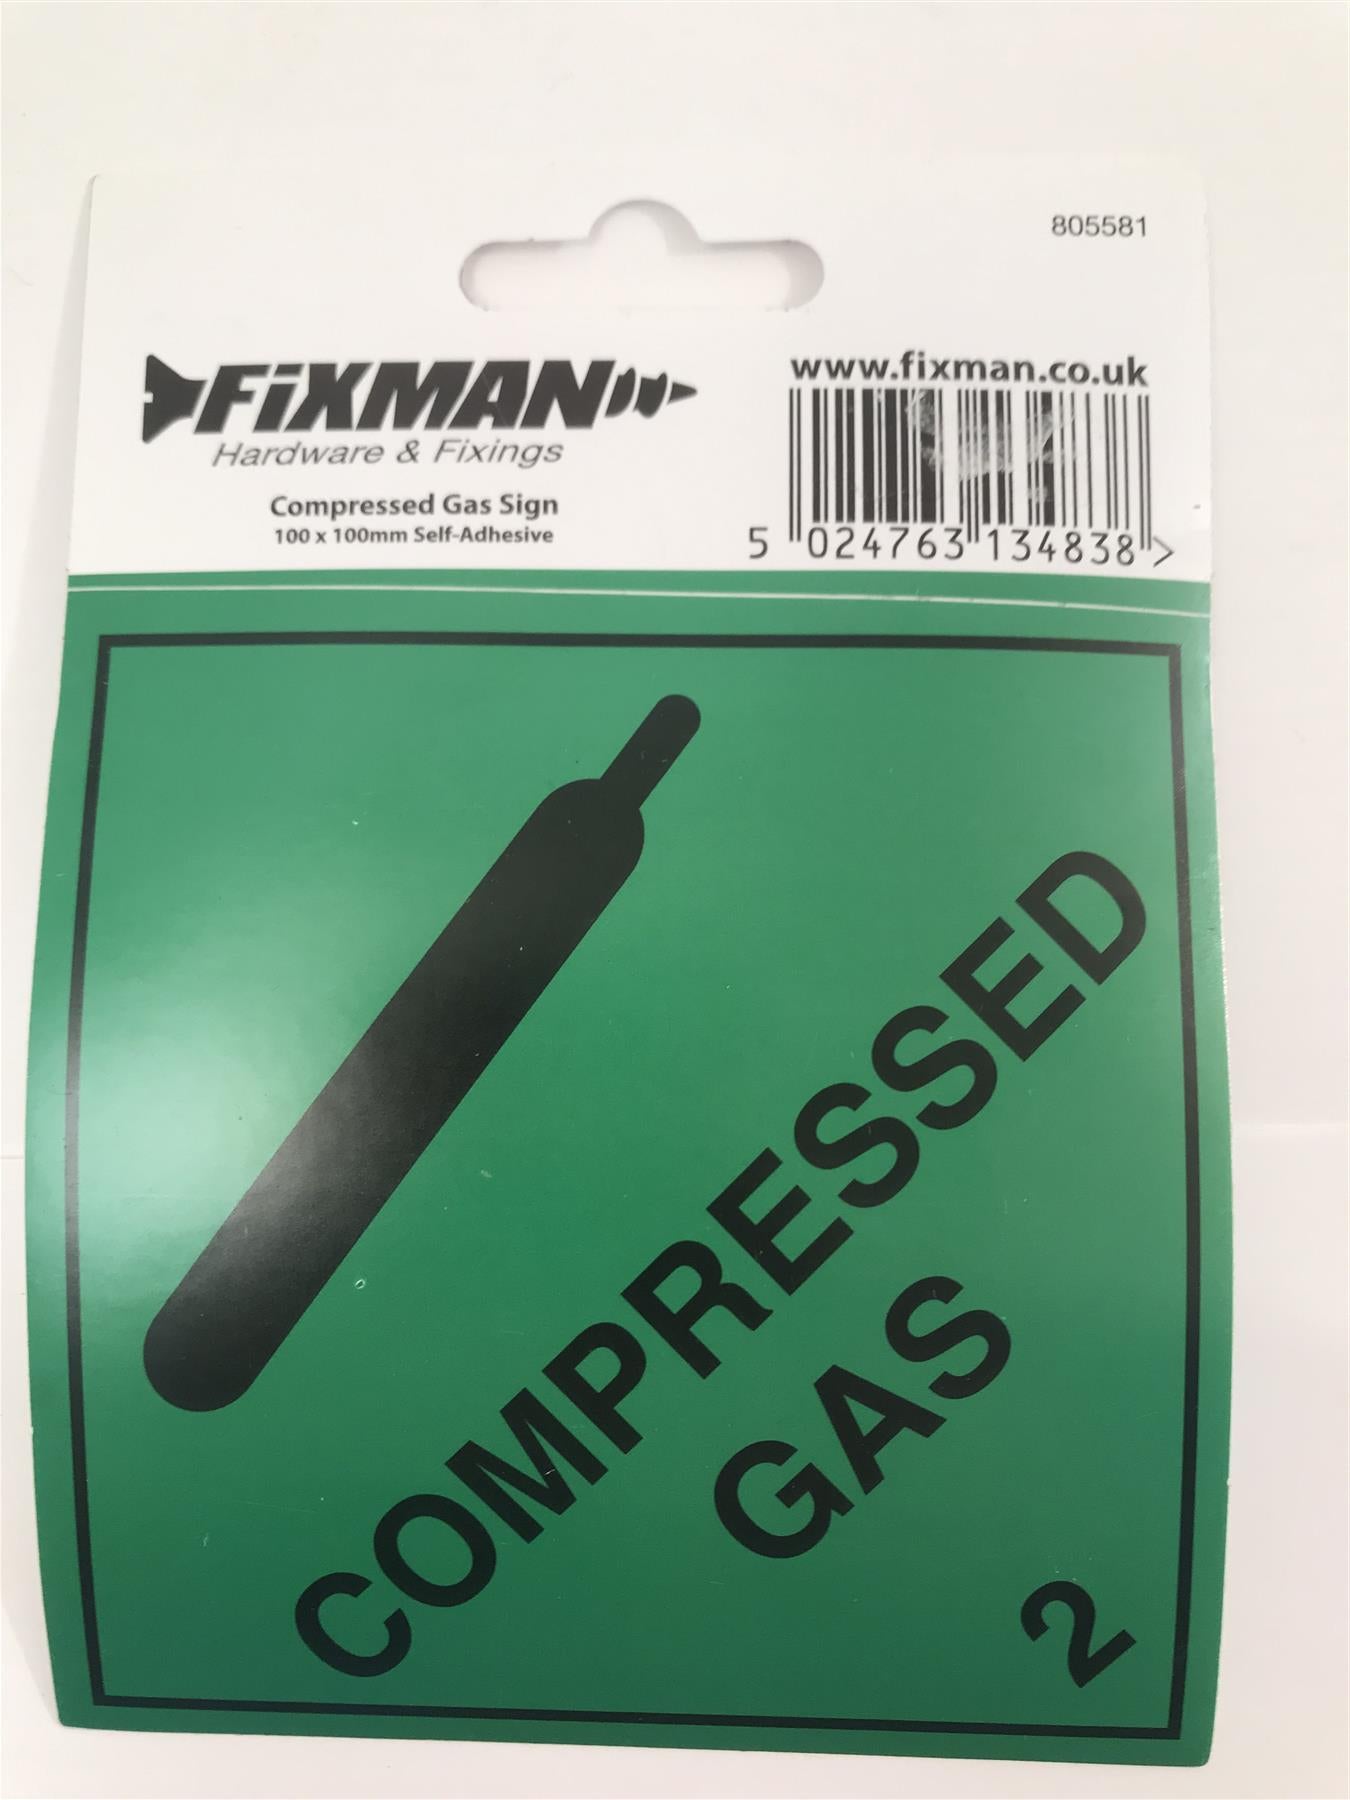 805581
FiXMAN
Hardware & Fixings
Compressed Gas Sign
100 x 100mm Self-Adhesive
www.fixman.co.uk
5 024763 134838 >
COMPRESSED
GAS
2